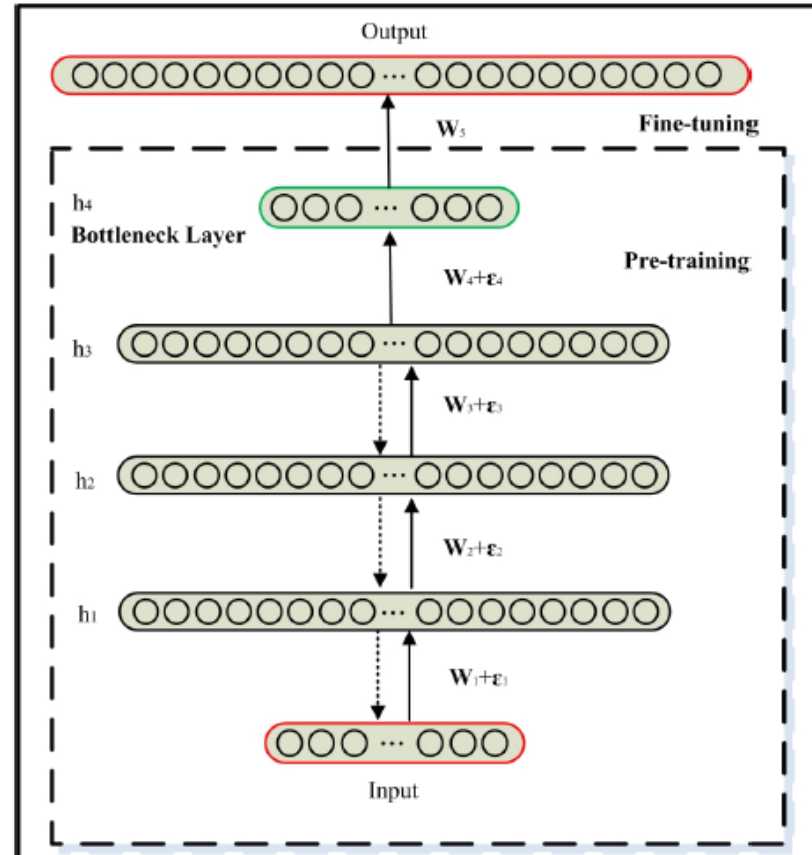 Output
W₅
Fine-tuning
h₄
Bottleneck Layer
W₄+ε₄
Pre-training
h₃
W₃+ε₃
h₂
W₂+ε₂
h₁
W₁+ε₁
Input